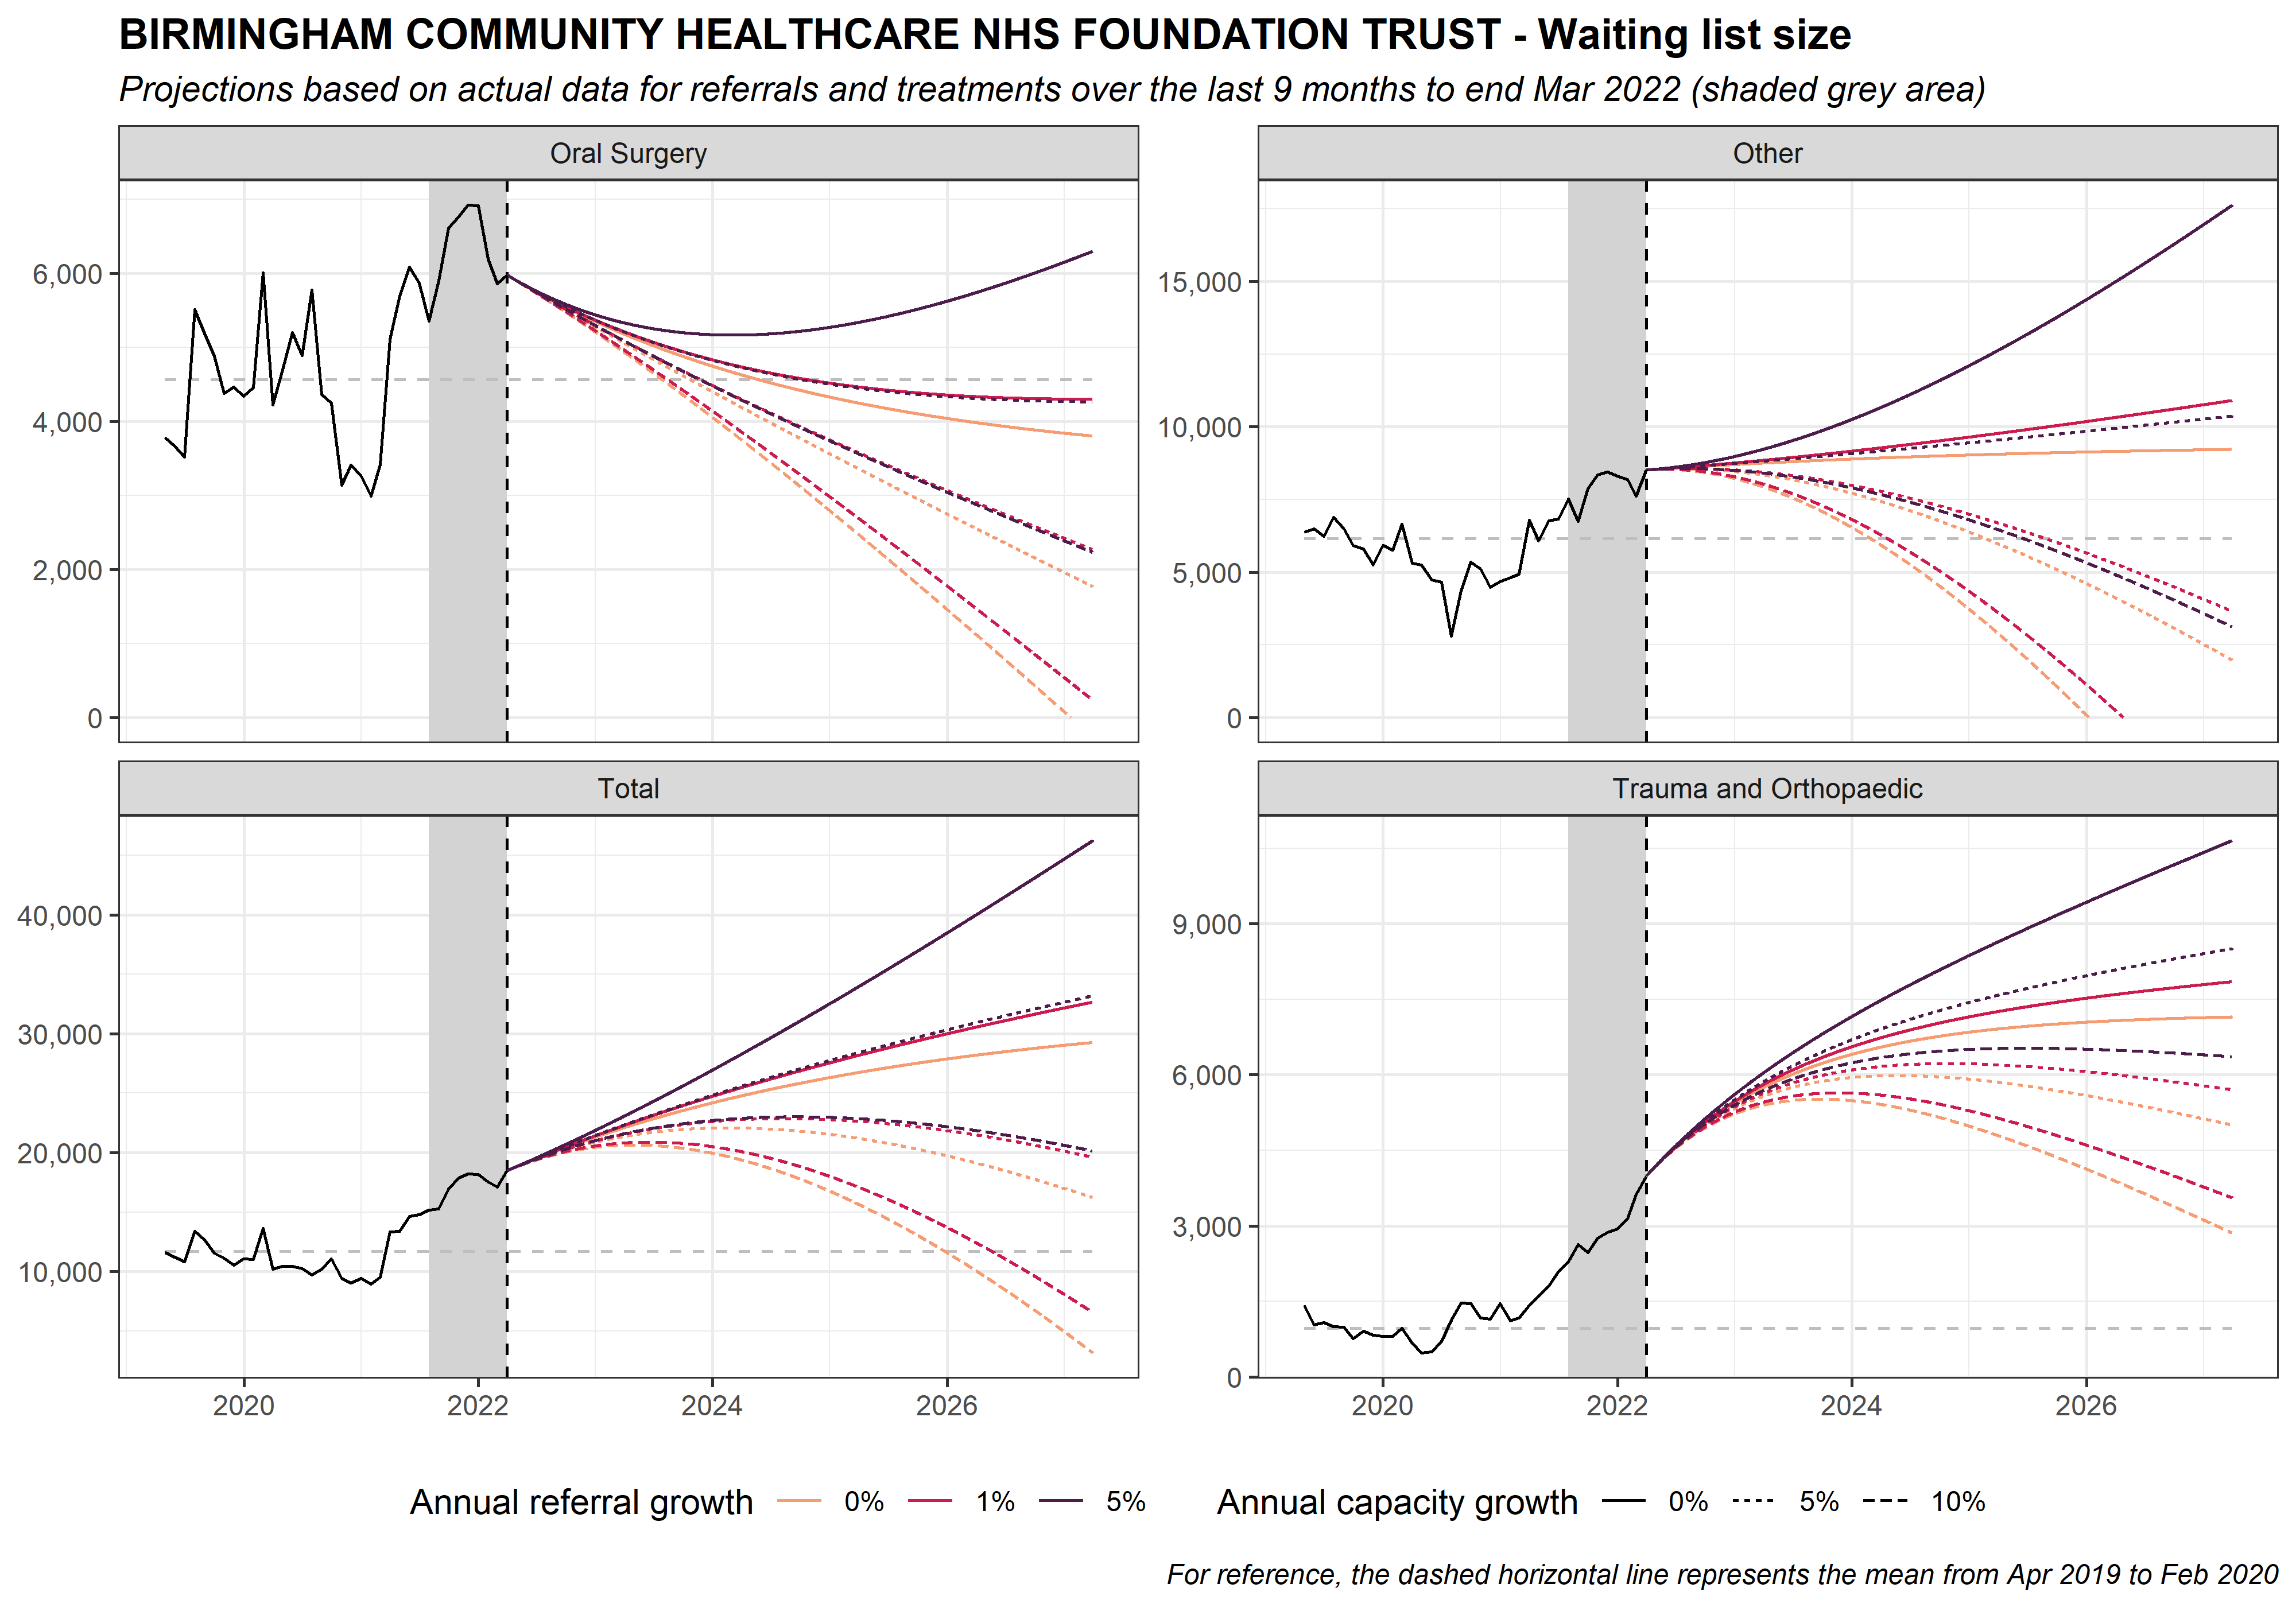 BIRMINGHAM COMMUNITY HEALTHCARE NHS FOUNDATION TRUST - Waiting list size
Projections based on actual data for referrals and treatments over the last 9 months to end Mar 2022 (shaded grey area)
Oral Surgery
6,000
4,000
2,000
0
Other
15,000
10,000
5,000
0
Total
40,000
30,000
20,000
10,000
2020 2022 2024 2026
Trauma and Orthopaedic
9,000
6,000
3,000
0
2020 2022 2024 2026
Annual referral growth 0% 1% 5%
Annual capacity growth 0% 5% 10%
For reference, the dashed horizontal line represents the mean from Apr 2019 to Feb 2020